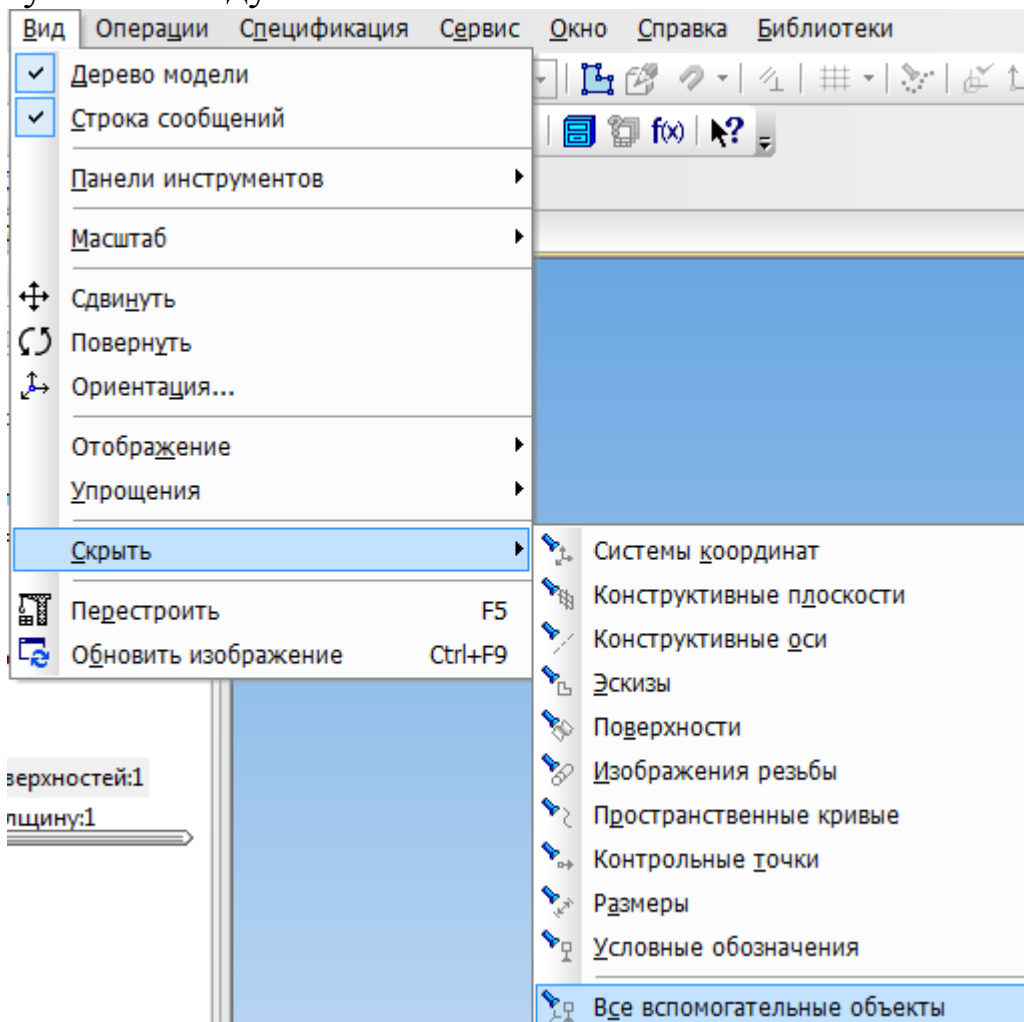 Вид Операции Спецификация Сервис Окно Справка Библиотеки
Дерево модели
Строка сообщений
f(x) ?
Панели инструментов
Масштаб
Сдвинуть
Повернуть
Ориентация...
Отображение
Упрощения
Скрыть
Перестроить F5
Обновить изображение Ctrl+F9
Системы координат
Конструктивные плоскости
Конструктивные оси
Эскизы
Поверхности
Изображения резьбы
Пространственные кривые
Контрольные точки
Размеры
Условные обозначения
Все вспомогательные объекты
верхностей:1
лщину:1